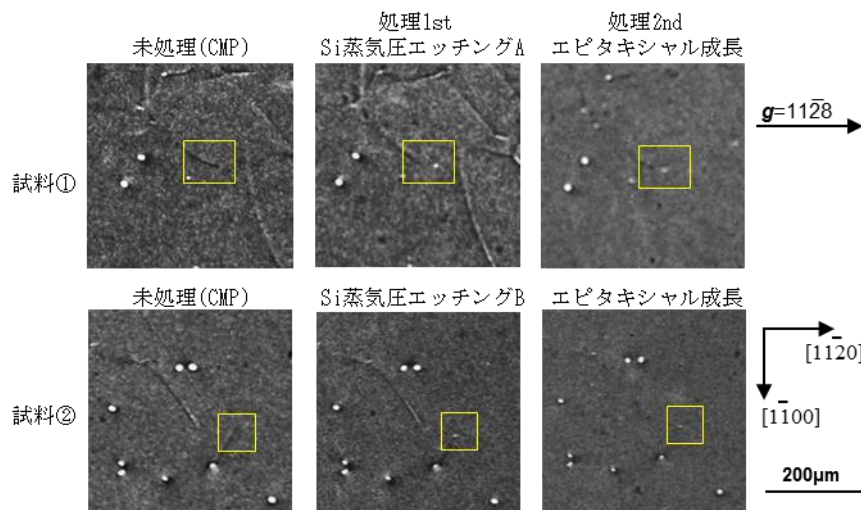 処理1st
処理2nd
未処理(CMP)
Si蒸気圧エッチングA
エピタキシャル成長
g=112̄8
試料①
未処理(CMP)
Si蒸気圧エッチングB
エピタキシャル成長
[112̄0]
試料②
[11̄00]
200μm